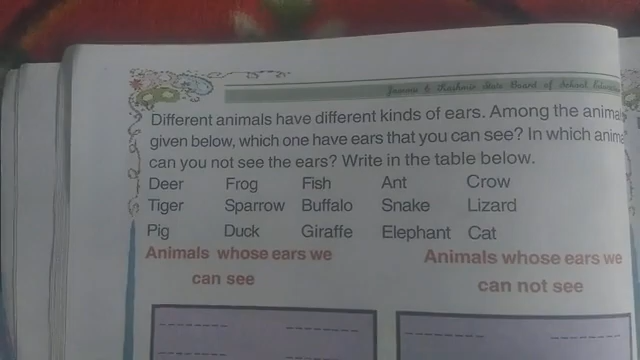 Jammu & Kashmir State Board of School
Different animals have different kinds of ears. Among the
given below, which one have ears that you can see? In which
can you not see the ears? Write in the table below.
Deer Frog Fish Ant Crow
Tiger Sparrow Buffalo Snake Lizard
Pig Duck Giraffe Elephant Cat
Animals whose ears we can see
Animals whose ears we can not see